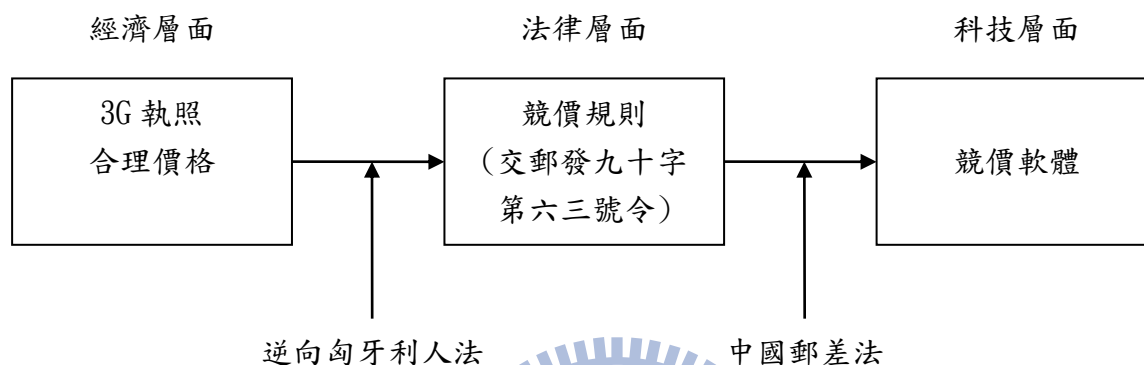 經濟層面
法律層面
科技層面
3G 執照
合理價格
競價規則
（交郵發九十字
第六三號令）
競價軟體
逆向匈牙利人法
中國郵差法